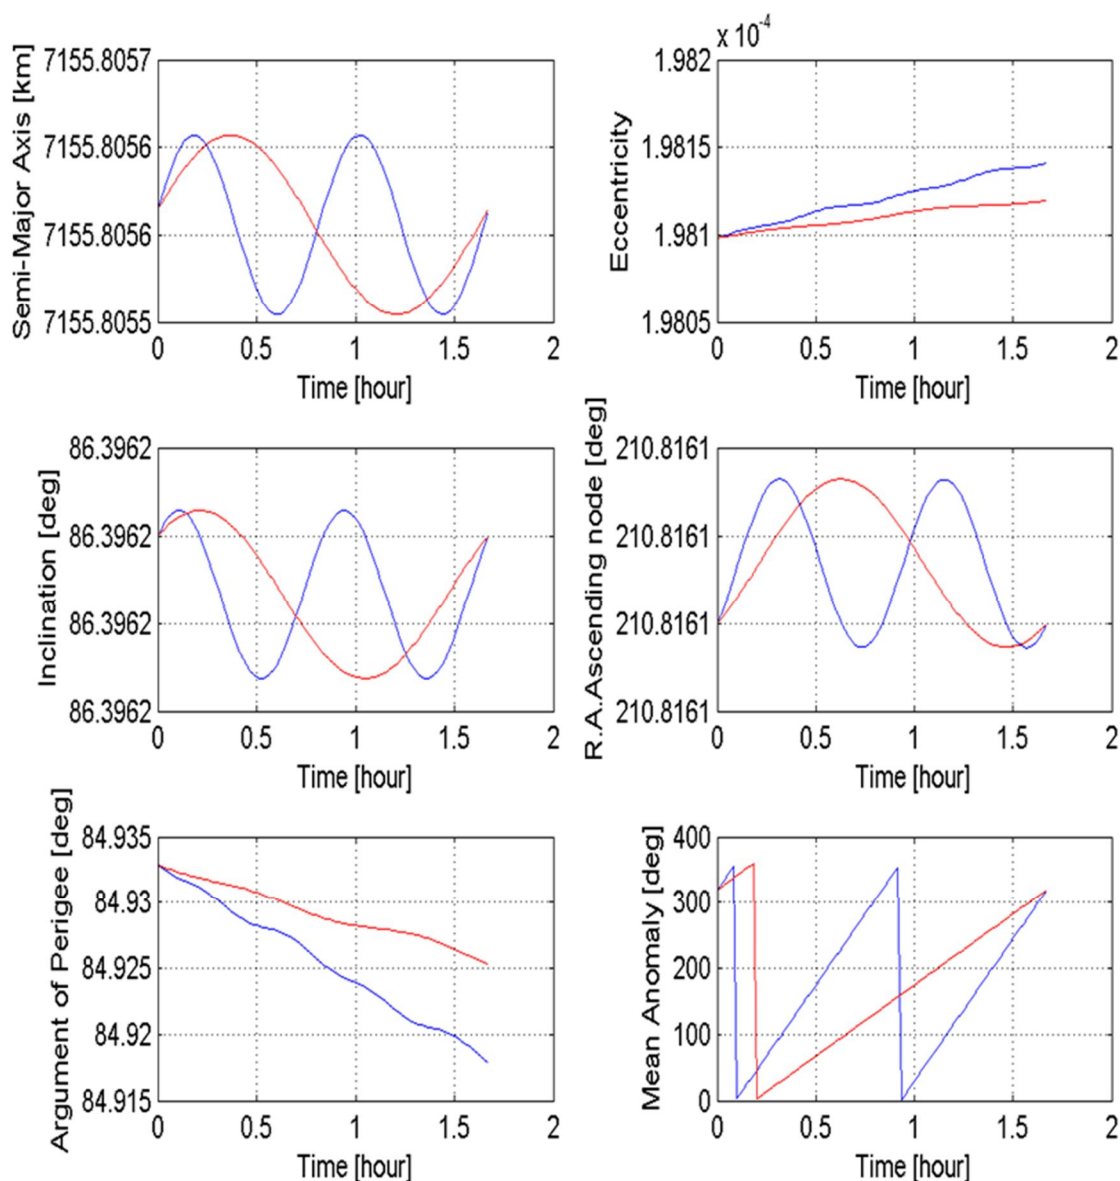 Semi-Major Axis [km]
7155.8057
7155.8056
7155.8056
7155.8055
0 0.5 1 1.5 2
Time [hour]
x 10^-4
Ecccentricity
1.982
1.9815
1.981
1.9805
0 0.5 1 1.5 2
Time [hour]
Inclination [deg]
86.3962
86.3962
86.3962
86.3962
0 0.5 1 1.5 2
Time [hour]
R.A.Ascending node [deg]
210.8161
210.8161
210.8161
210.8161
0 0.5 1 1.5 2
Time [hour]
Argument of Perigee [deg]
84.935
84.93
84.925
84.92
84.915
0 0.5 1 1.5 2
Time [hour]
Mean Anomaly [deg]
400
300
200
100
0
0 0.5 1 1.5 2
Time [hour]